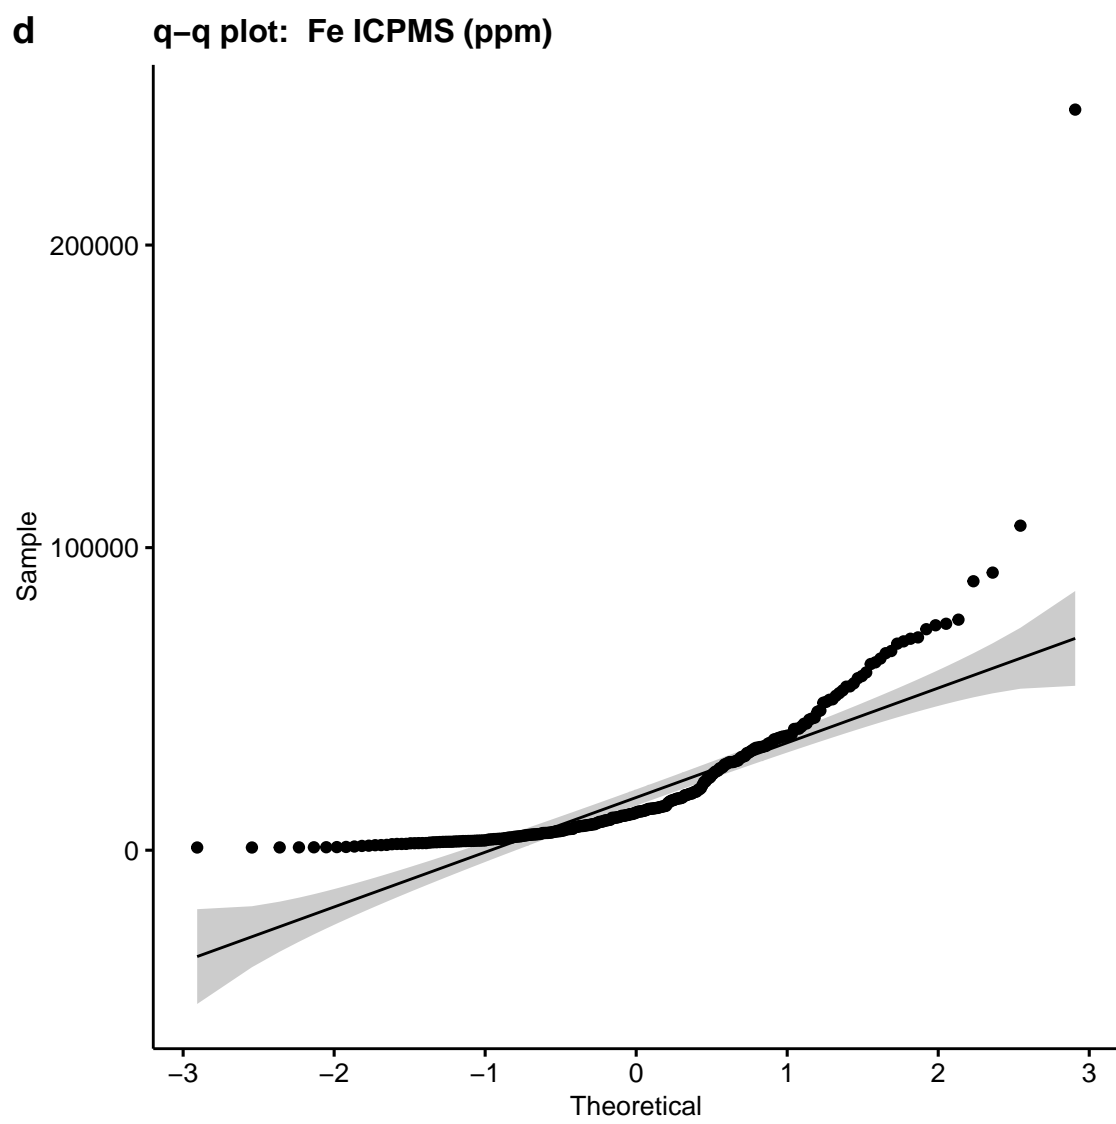 d
q–q plot: Fe ICPMS (ppm)
200000
100000
0
Sample
–3 –2 –1 0 1 2 3
Theoretical